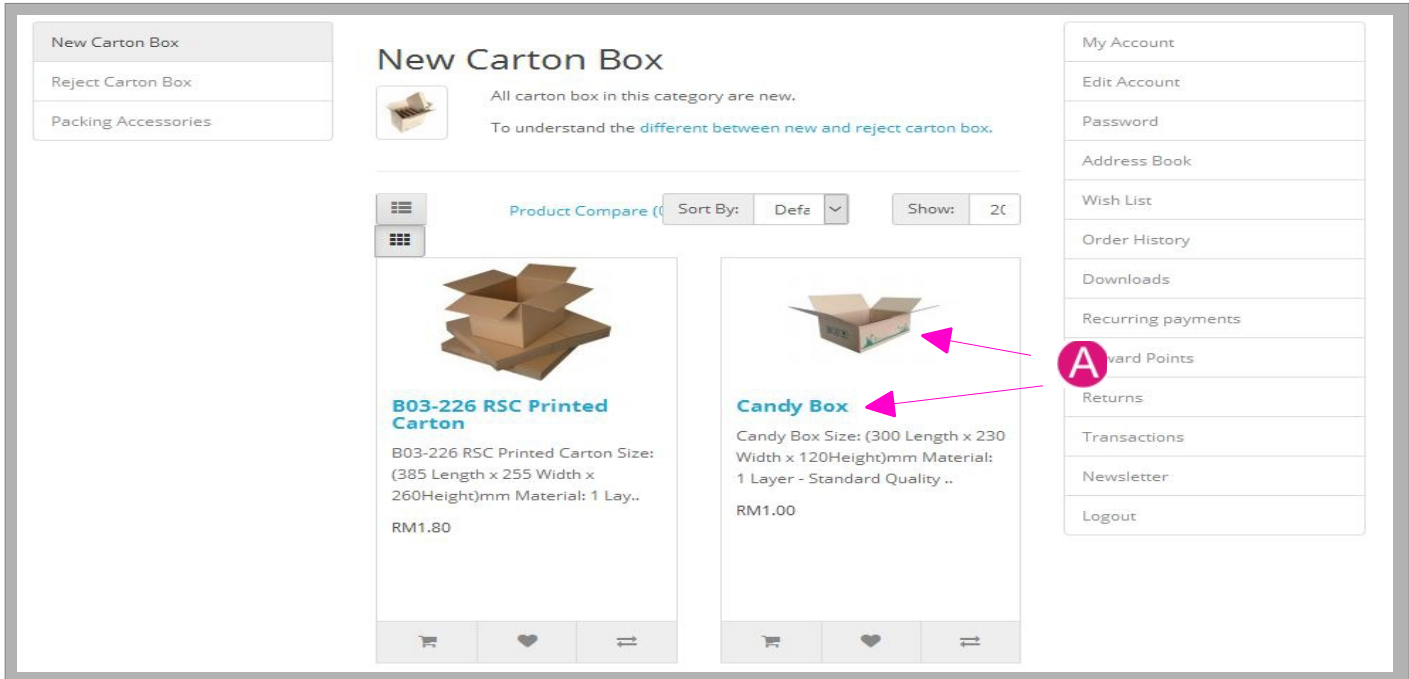 New Carton Box
Reject Carton Box
Packing Accessories
New Carton Box
All carton box in this category are new.
To understand the different between new and reject carton box.
Product Compare (
Sort By:
Defa
Show:
B03-226 RSC Printed
Carton
B03-226 RSC Printed Carton Size:
(385 Length x 255 Width x
260Height)mm Material: 1 Lay..
RM1.80
Candy Box
Candy Box Size: (300 Length x 230
Width x 120Height)mm Material:
1 Layer - Standard Quality ..
RM1.00
My Account
Edit Account
Password
Address Book
Wish List
Order History
Downloads
Recurring payments
A
ward Points
Returns
Transactions
Newsletter
Logout